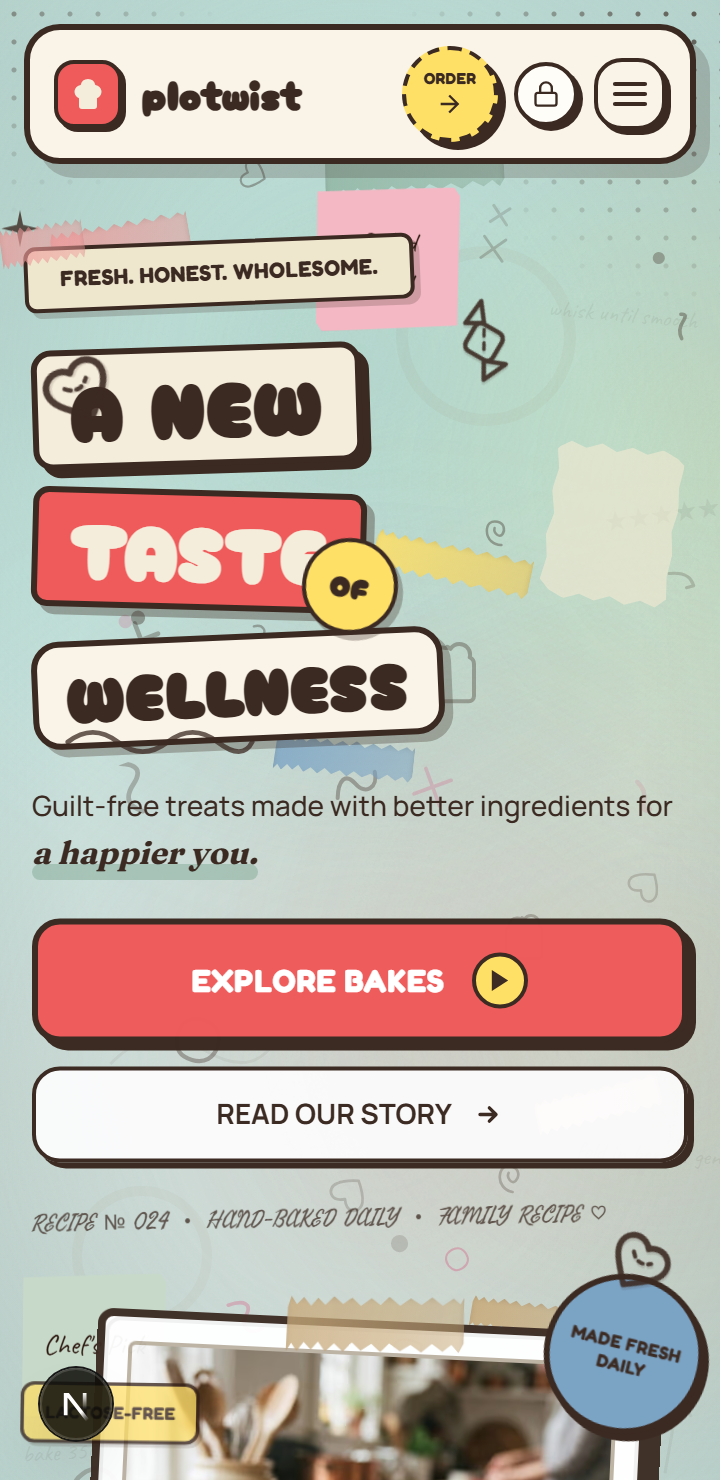 ORDER
plotwist
FRESH. HONEST. WHOLESOME.
whisk until smooth
A NEW
TASTE
OF
WELLNESS
Guilt-free treats made with better ingredients for
a happier you.
EXPLORE BAKES
READ OUR STORY
RECIPE № 024 • HAND-BAKED DAILY • FAMILY RECIPE
MADE FRESH
DAILY
Chef's
N
LACTOSE-FREE